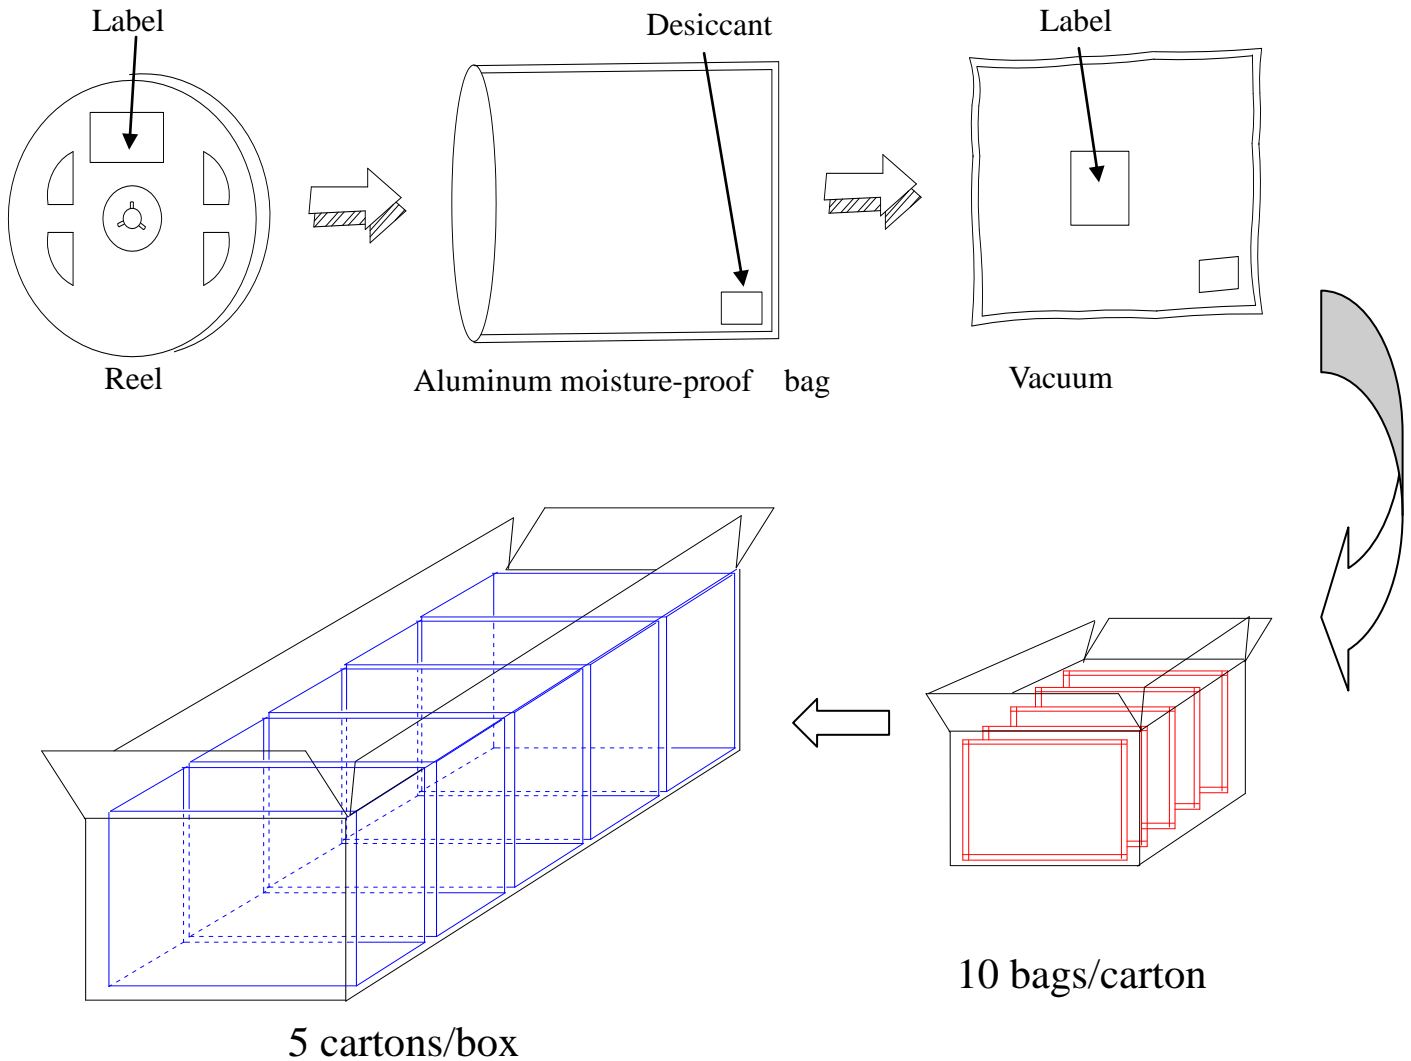 Label
Desiccant
Label
Reel
Aluminum moisture-proof bag
Vacuum
10 bags/carton
5 cartons/box